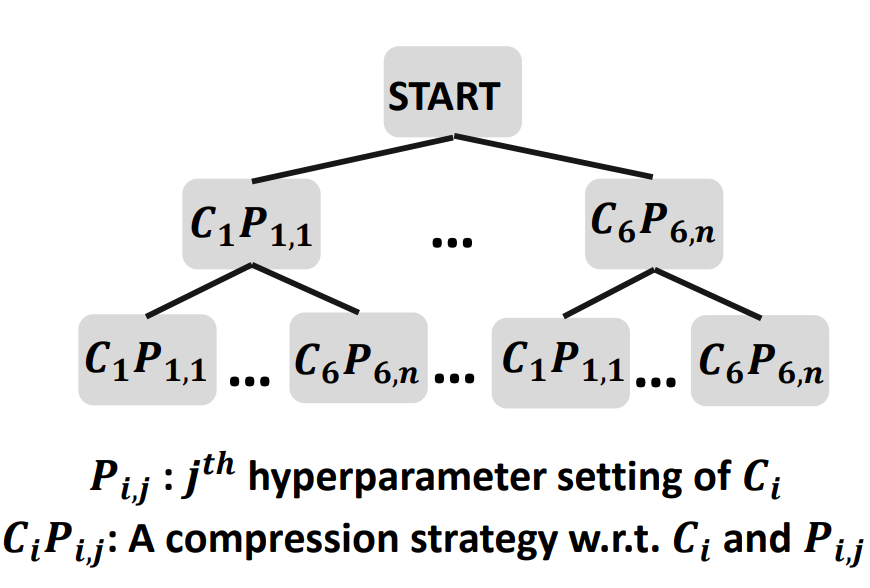 START
C₁P₁,₁ ... C₆P₆,ₙ
C₁P₁,₁ ... C₆P₆,ₙ ... C₁P₁,₁ ... C₆P₆,ₙ
Pᵢ,ⱼ : jᵗʰ hyperparameter setting of Cᵢ
CᵢPᵢ,ⱼ: A compression strategy w.r.t. Cᵢ and Pᵢ,ⱼ